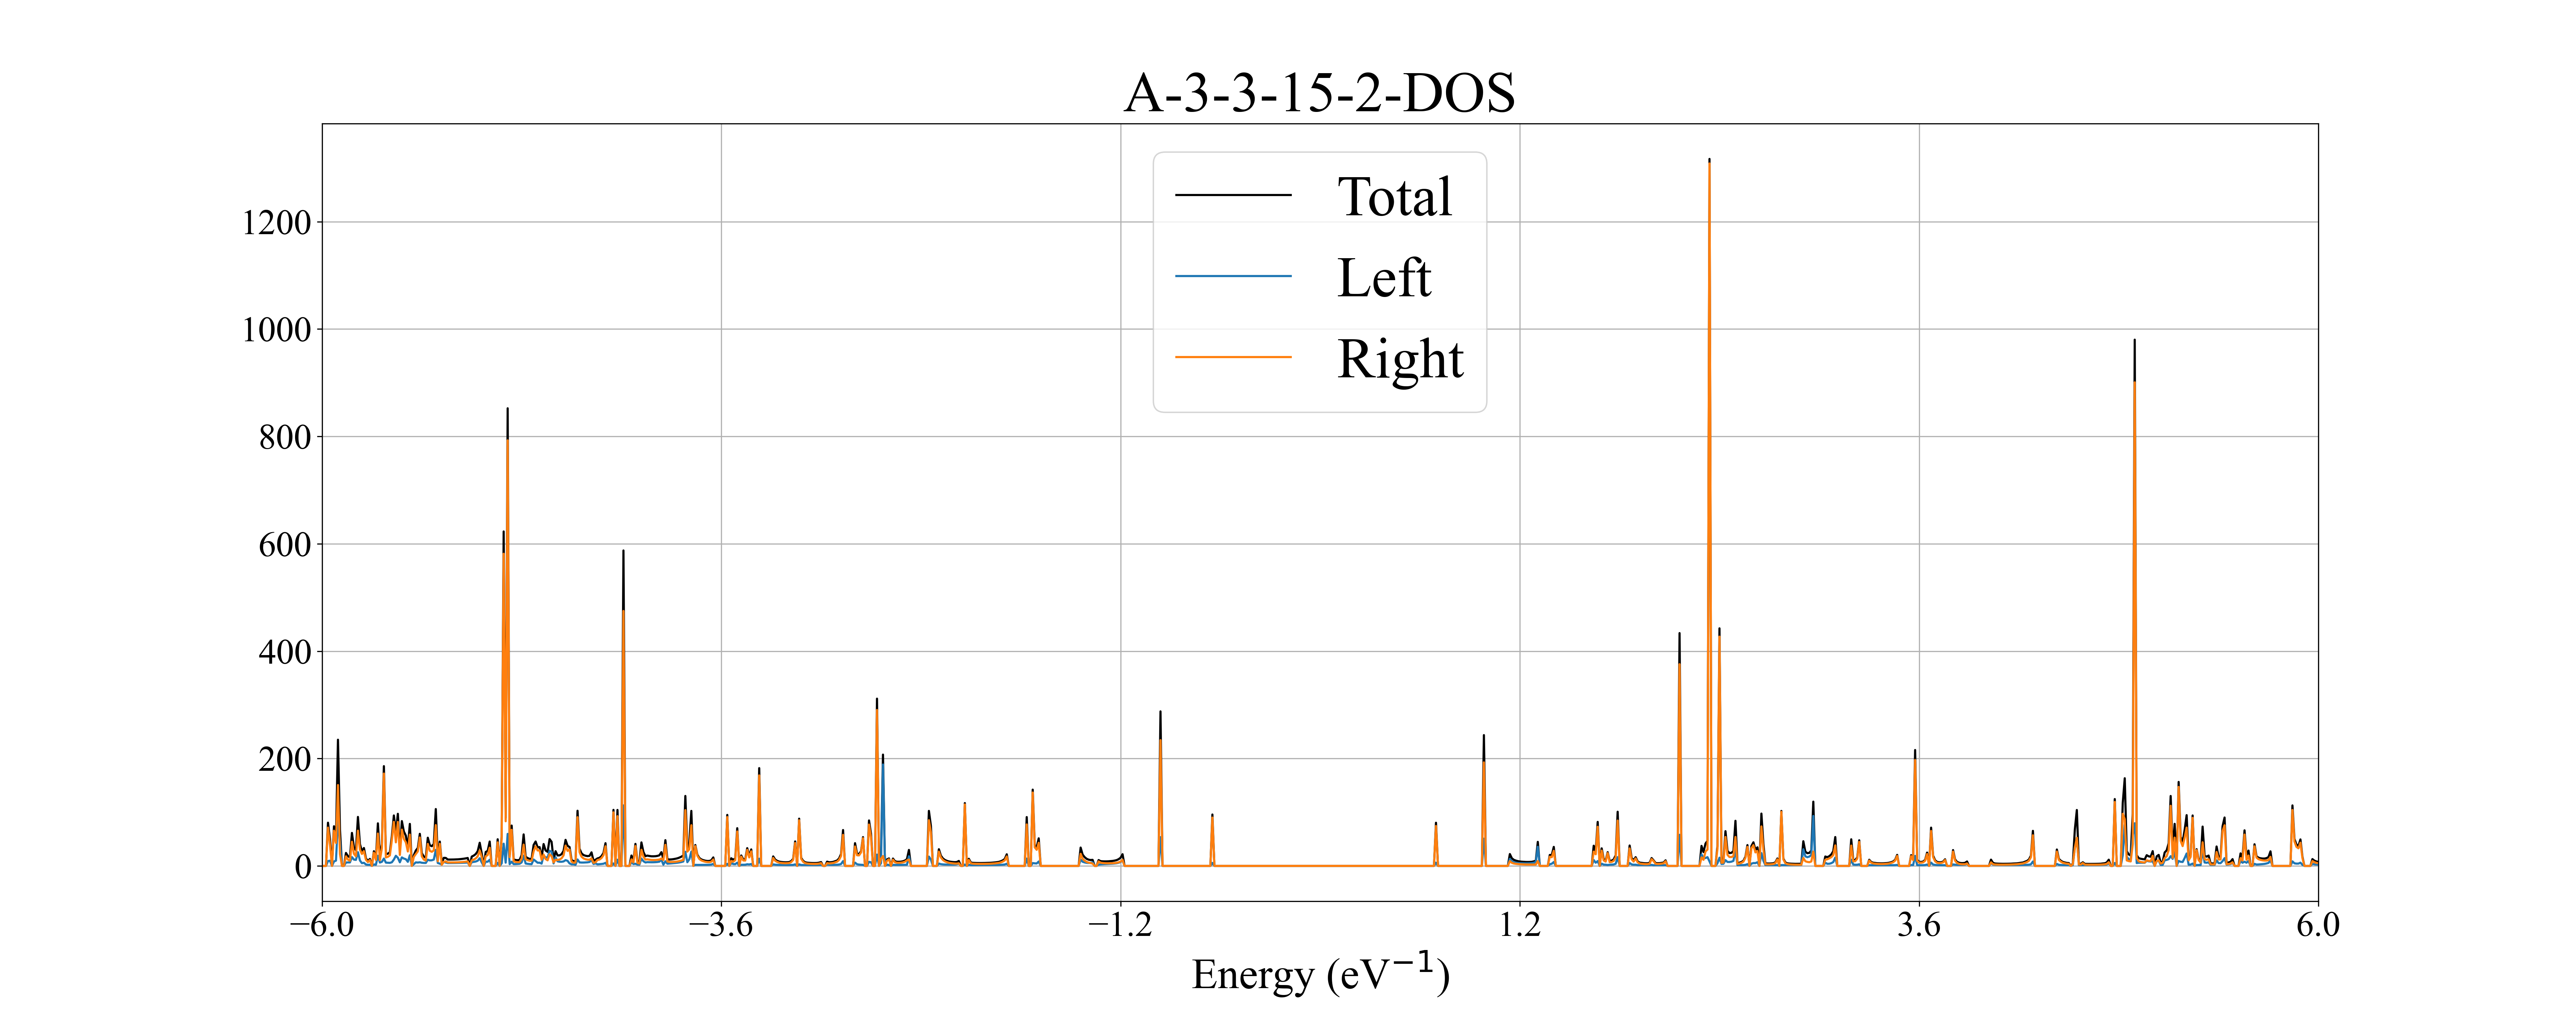 A-3-3-15-2-DOS
Total
Left
Right
1200
1000
800
600
400
200
0
−6.0 −3.6 −1.2 1.2 3.6 6.0
Energy (eV⁻¹)